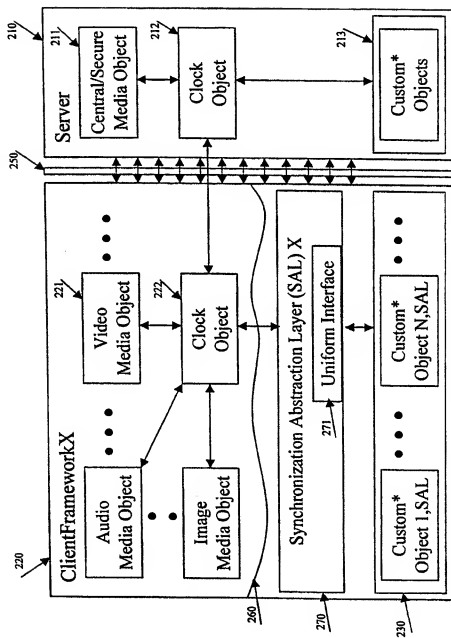 210
Server
211
Central/Secure
Media Object
212
Clock
Object
213
Custom*
Objects
250
220
ClientFrameworkX
221
Video
Media Object
222
Clock
Object
Audio
Media Object
Image
Media Object
260
270
Synchronization Abstraction Layer (SAL) X
271
Uniform Interface
230
Custom*
Object 1,SAL
Custom*
Object N,SAL